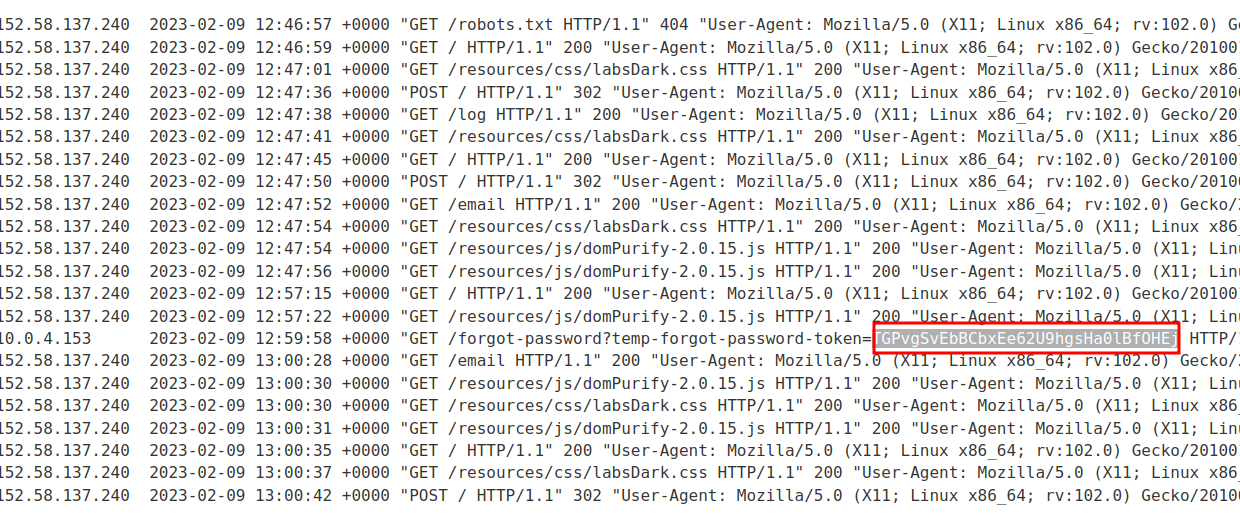 152.58.137.240 2023-02-09 12:46:57 +0000 "GET /robots.txt HTTP/1.1" 404 "User-Agent: Mozilla/5.0 (X11; Linux x86_64; rv:102.0) G
152.58.137.240 2023-02-09 12:46:59 +0000 "GET / HTTP/1.1" 200 "User-Agent: Mozilla/5.0 (X11; Linux x86_64; rv:102.0) Gecko/201001
152.58.137.240 2023-02-09 12:47:01 +0000 "GET /resources/css/labsDark.css HTTP/1.1" 200 "User-Agent: Mozilla/5.0 (X11; Linux x86_
152.58.137.240 2023-02-09 12:47:36 +0000 "POST / HTTP/1.1" 302 "User-Agent: Mozilla/5.0 (X11; Linux x86_64; rv:102.0) Gecko/20100
152.58.137.240 2023-02-09 12:47:38 +0000 "GET /log HTTP/1.1" 200 "User-Agent: Mozilla/5.0 (X11; Linux x86_64; rv:102.0) Gecko/201
152.58.137.240 2023-02-09 12:47:41 +0000 "GET /resources/css/labsDark.css HTTP/1.1" 200 "User-Agent: Mozilla/5.0 (X11; Linux x86_
152.58.137.240 2023-02-09 12:47:45 +0000 "GET / HTTP/1.1" 200 "User-Agent: Mozilla/5.0 (X11; Linux x86_64; rv:102.0) Gecko/201001
152.58.137.240 2023-02-09 12:47:50 +0000 "POST / HTTP/1.1" 302 "User-Agent: Mozilla/5.0 (X11; Linux x86_64; rv:102.0) Gecko/20100
152.58.137.240 2023-02-09 12:47:52 +0000 "GET /email HTTP/1.1" 200 "User-Agent: Mozilla/5.0 (X11; Linux x86_64; rv:102.0) Gecko/2
152.58.137.240 2023-02-09 12:47:54 +0000 "GET /resources/css/labsDark.css HTTP/1.1" 200 "User-Agent: Mozilla/5.0 (X11; Linux x86_
152.58.137.240 2023-02-09 12:47:54 +0000 "GET /resources/js/domPurify-2.0.15.js HTTP/1.1" 200 "User-Agent: Mozilla/5.0 (X11; Linu
152.58.137.240 2023-02-09 12:47:56 +0000 "GET /resources/js/domPurify-2.0.15.js HTTP/1.1" 200 "User-Agent: Mozilla/5.0 (X11; Linu
152.58.137.240 2023-02-09 12:57:15 +0000 "GET / HTTP/1.1" 200 "User-Agent: Mozilla/5.0 (X11; Linux x86_64; rv:102.0) Gecko/201001
152.58.137.240 2023-02-09 12:57:22 +0000 "GET /resources/js/domPurify-2.0.15.js HTTP/1.1" 200 "User-Agent: Mozilla/5.0 (X11; Linu
10.0.4.153 2023-02-09 12:59:58 +0000 "GET /forgot-password?temp-forgot-password-token=TGPvgSvEbBCbxEe62U9hgsHa0lBfOHEj HTTP/1
152.58.137.240 2023-02-09 13:00:28 +0000 "GET /email HTTP/1.1" 200 "User-Agent: Mozilla/5.0 (X11; Linux x86_64; rv:102.0) Gecko/2
152.58.137.240 2023-02-09 13:00:30 +0000 "GET /resources/js/domPurify-2.0.15.js HTTP/1.1" 200 "User-Agent: Mozilla/5.0 (X11; Linu
152.58.137.240 2023-02-09 13:00:30 +0000 "GET /resources/css/labsDark.css HTTP/1.1" 200 "User-Agent: Mozilla/5.0 (X11; Linux x86_
152.58.137.240 2023-02-09 13:00:31 +0000 "GET /resources/js/domPurify-2.0.15.js HTTP/1.1" 200 "User-Agent: Mozilla/5.0 (X11; Linu
152.58.137.240 2023-02-09 13:00:35 +0000 "GET / HTTP/1.1" 200 "User-Agent: Mozilla/5.0 (X11; Linux x86_64; rv:102.0) Gecko/201001
152.58.137.240 2023-02-09 13:00:37 +0000 "GET /resources/css/labsDark.css HTTP/1.1" 200 "User-Agent: Mozilla/5.0 (X11; Linux x86_
152.58.137.240 2023-02-09 13:00:42 +0000 "POST / HTTP/1.1" 302 "User-Agent: Mozilla/5.0 (X11; Linux x86_64; rv:102.0) Gecko/20100